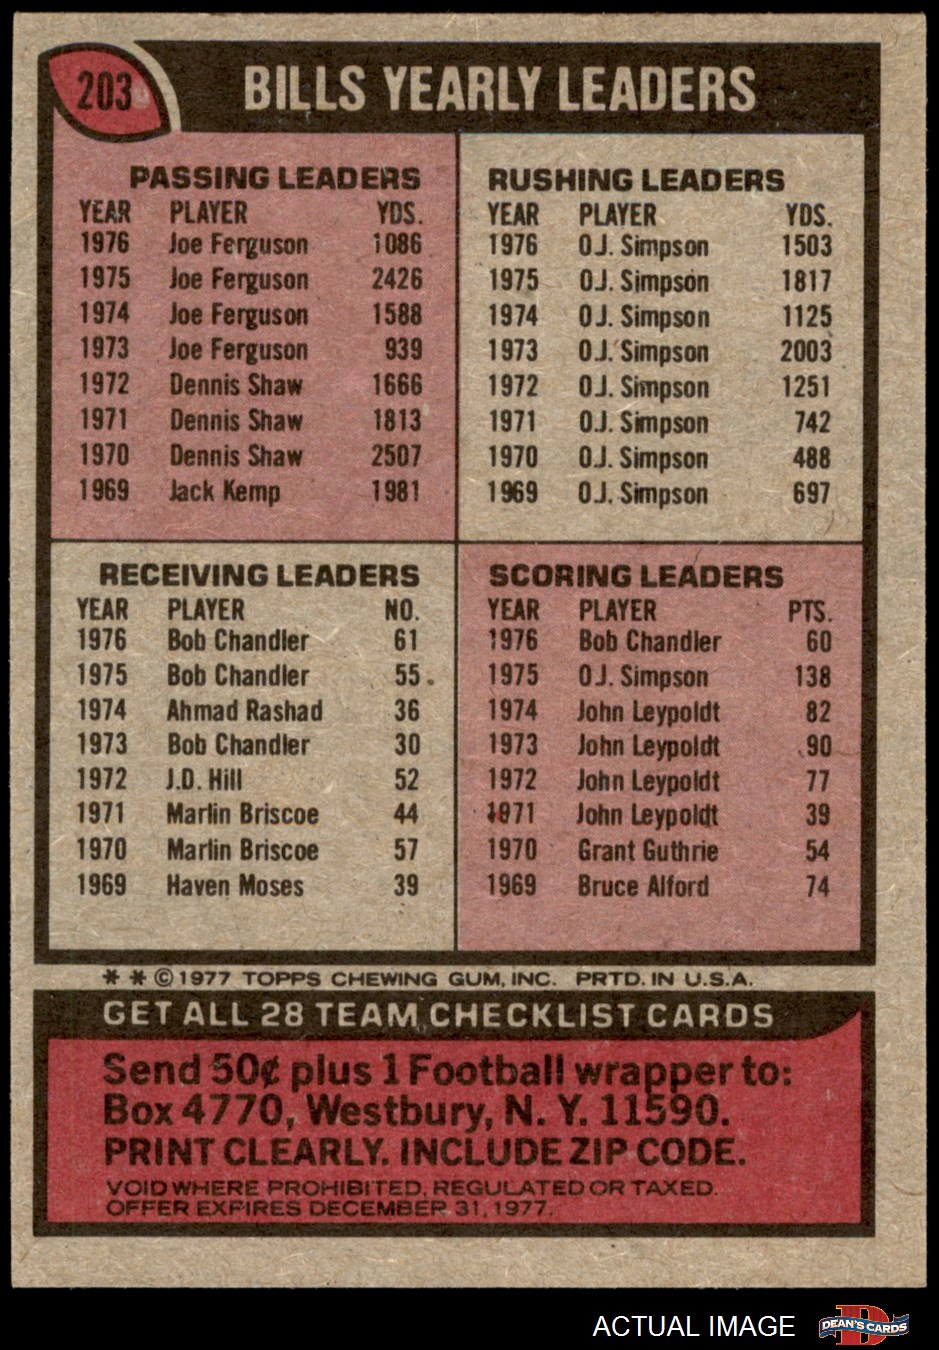 203
BILLS YEARLY LEADERS
PASSING LEADERS
YEAR PLAYER YDS.
1976 Joe Ferguson 1086
1975 Joe Ferguson 2426
1974 Joe Ferguson 1588
1973 Joe Ferguson 939
1972 Dennis Shaw 1666
1971 Dennis Shaw 1813
1970 Dennis Shaw 2507
1969 Jack Kemp 1981
RUSHING LEADERS
YEAR PLAYER YDS.
1976 O.J. Simpson 1503
1975 O.J. Simpson 1817
1974 O.J. Simpson 1125
1973 O.J. Simpson 2003
1972 O.J. Simpson 1251
1971 O.J. Simpson 742
1970 O.J. Simpson 488
1969 O.J. Simpson 697
RECEIVING LEADERS
YEAR PLAYER NO.
1976 Bob Chandler 61
1975 Bob Chandler 55
1974 Ahmad Rashad 36
1973 Bob Chandler 30
1972 J.D. Hill 52
1971 Marlin Briscoe 44
1970 Marlin Briscoe 57
1969 Haven Moses 39
SCORING LEADERS
YEAR PLAYER PTS.
1976 Bob Chandler 60
1975 O.J. Simpson 138
1974 John Leypoldt 82
1973 John Leypoldt 90
1972 John Leypoldt 77
1971 John Leypoldt 39
1970 Grant Guthrie 54
1969 Bruce Alford 74
* * © 1977 TOPPS CHEWING GUM, INC. PRTD. IN U.S.A.
GET ALL 28 TEAM CHECKLIST CARDS
Send 50¢ plus 1 Football wrapper to:
Box 4770, Westbury, N. Y. 11590.
PRINT CLEARLY. INCLUDE ZIP CODE.
VOID WHERE PROHIBITED, REGULATED OR TAXED.
OFFER EXPIRES DECEMBER 31, 1977.
ACTUAL IMAGE
DEAN'S CARDS